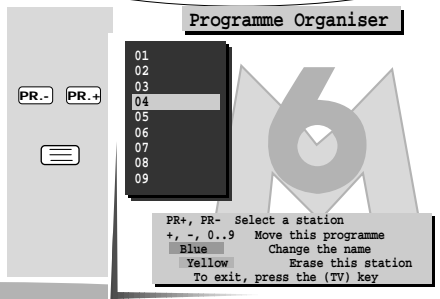 Programme Organiser
01
02
03
04
05
06
07
08
09
PR.- PR.+
M6
PR+, PR- Select a station
+, -, 0..9 Move this programme
Blue Change the name
Yellow Erase this station
To exit, press the (TV) key